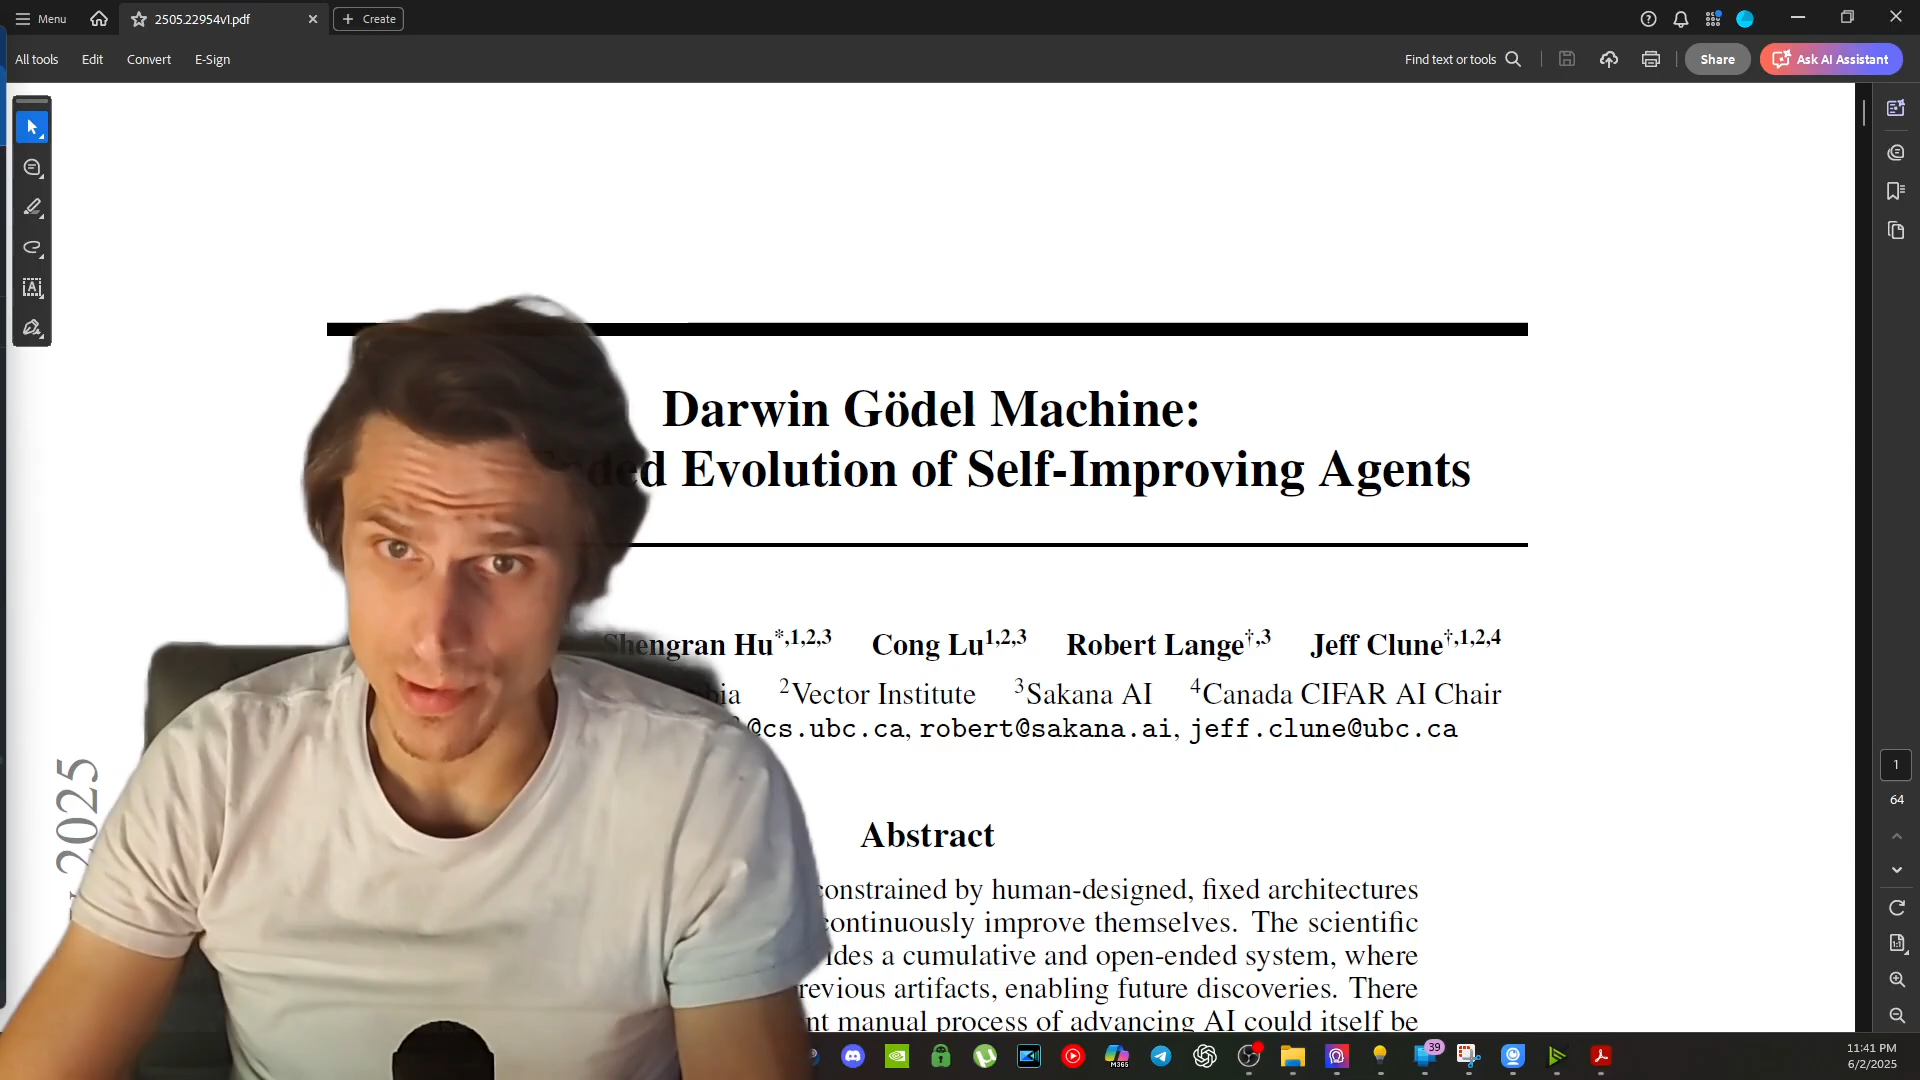 Menu
2505.22954v1.pdf
Create
All tools
Edit
Convert
E-Sign
Find text or tools
Share
Ask AI Assistant
Darwin Gödel Machine:
Ended Evolution of Self-Improving Agents
Shengran Hu*,1,2,3 Cong Lu1,2,3 Robert Lange†,3 Jeff Clune†,1,2,4
2Vector Institute 3Sakana AI 4Canada CIFAR AI Chair
@cs.ubc.ca, robert@sakana.ai, jeff.clune@ubc.ca
Abstract
constrained by human-designed, fixed architectures
continuously improve themselves. The scientific
ides a cumulative and open-ended system, where
revious artifacts, enabling future discoveries. There
nt manual process of advancing AI could itself be
2025
1
64
39
M365
11:41 PM
6/2/2025